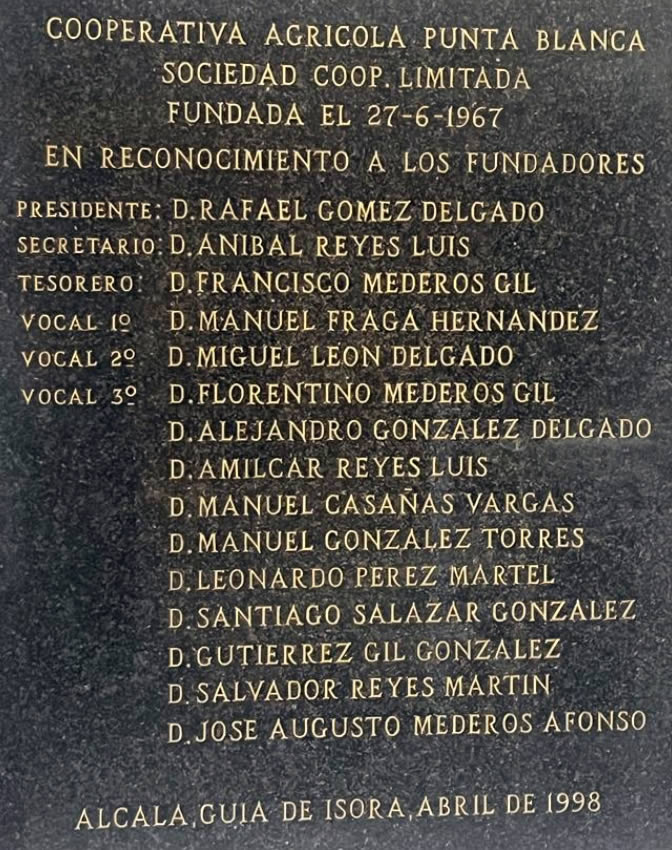 COOPERATIVA AGRICOLA PUNTA BLANCA
SOCIEDAD COOP. LIMITADA
FUNDADA EL 27-6-1967
EN RECONOCIMIENTO A LOS FUNDADORES
PRESIDENTE: D. RAFAEL GOMEZ DELGADO
SECRETARIO: D. ANIBAL REYES LUIS
TESORERO: D. FRANCISCO MEDEROS GIL
VOCAL 1º D. MANUEL FRAGA HERNANDEZ
VOCAL 2º D. MIGUEL LEON DELGADO
VOCAL 3º D. FLORENTINO MEDEROS GIL
D. ALEJANDRO GONZALEZ DELGADO
D. AMILCAR REYES LUIS
D. MANUEL CASAÑAS VARGAS
D. MANUEL GONZALEZ TORRES
D. LEONARDO PEREZ MARTEL
D. SANTIAGO SALAZAR GONZALEZ
D. GUTIERREZ GIL GONZALEZ
D. SALVADOR REYES MARTIN
D. JOSE AUGUSTO MEDEROS AFONSO
ALCALA, GUIA DE ISORA, ABRIL DE 1998